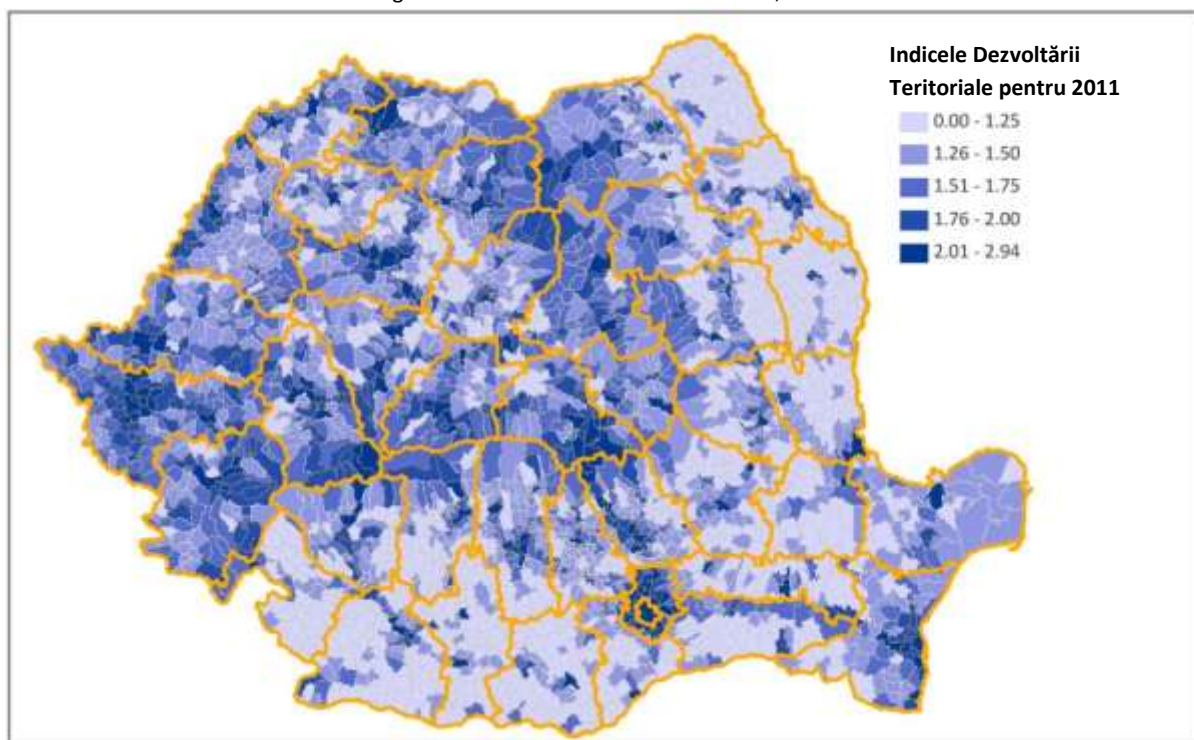 Indicele Dezvoltării
Teritoriale pentru 2011
0.00 - 1.25
1.26 - 1.50
1.51 - 1.75
1.76 - 2.00
2.01 - 2.94